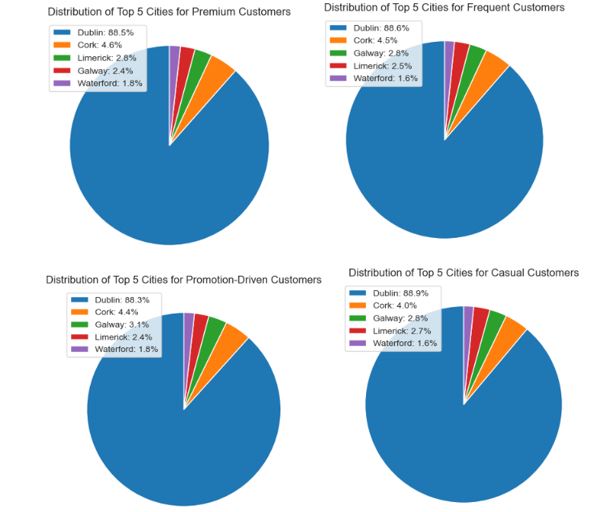 Distribution of Top 5 Cities for Premium Customers
Dublin: 88.5%
Cork: 4.6%
Limerick: 2.8%
Galway: 2.4%
Waterford: 1.8%
Distribution of Top 5 Cities for Frequent Customers
Dublin: 88.6%
Cork: 4.5%
Galway: 2.8%
Limerick: 2.5%
Waterford: 1.6%
Distribution of Top 5 Cities for Promotion-Driven Customers
Dublin: 88.3%
Cork: 4.4%
Galway: 3.1%
Limerick: 2.4%
Waterford: 1.8%
Distribution of Top 5 Cities for Casual Customers
Dublin: 88.9%
Cork: 4.0%
Galway: 2.8%
Limerick: 2.7%
Waterford: 1.6%